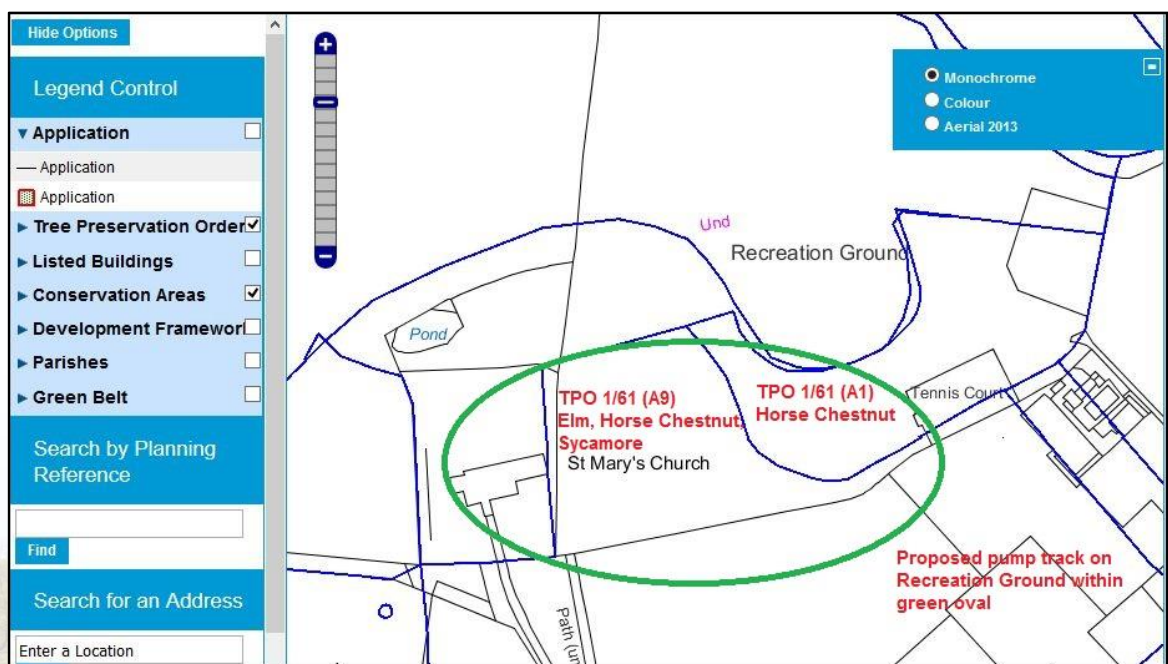 Hide Options
Legend Control
Application
Application
Application
Tree Preservation Order
Listed Buildings
Conservation Areas
Development Framewor
Parishes
Green Belt
Search by Planning
Reference
Find
Search for an Address
Enter a Location
Monochrome
Colour
Aerial 2013
Und
Recreation Ground
Pond
TPO 1/61 (A9)
Elm, Horse Chestnut,
Sycamore
St Mary's Church
TPO 1/61 (A1)
Horse Chestnut
Tennis Court
Proposed pump track on
Recreation Ground within
green oval
Path (un